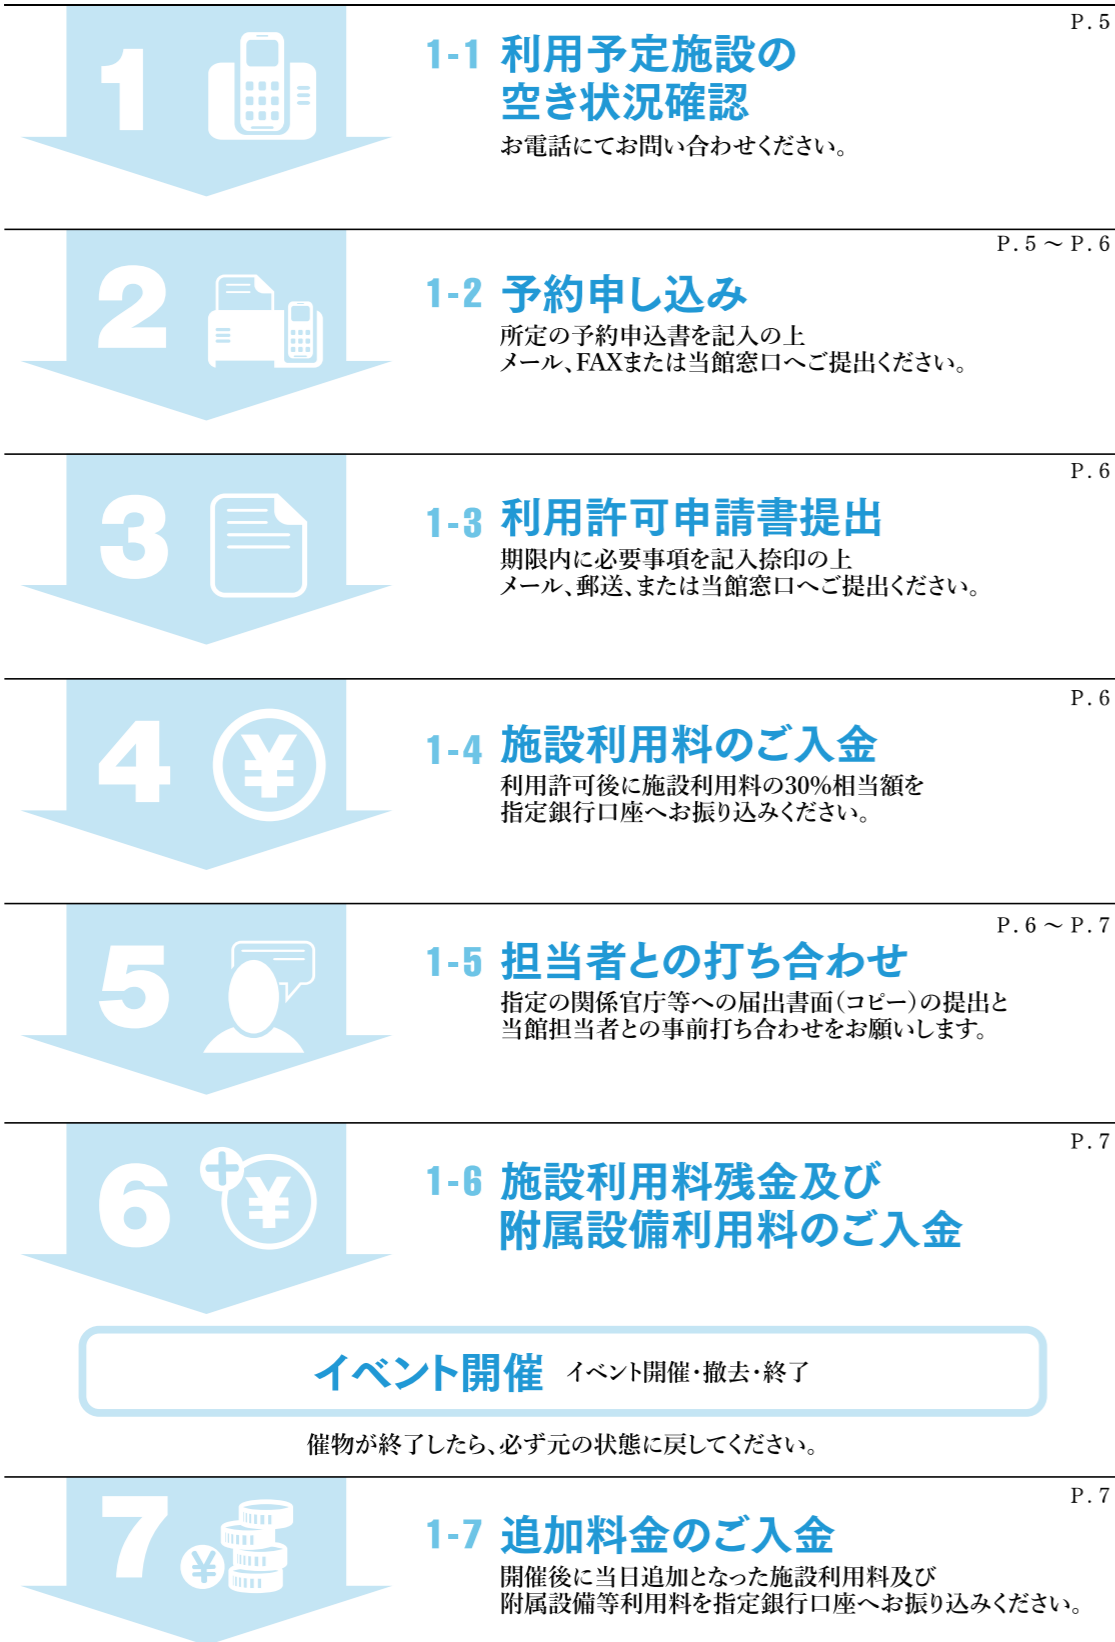 P.5
1
1-1 利用予定施設の
空き状況確認
お電話にてお問い合わせください。
P.5～P.6
2
1-2 予約申し込み
所定の予約申込書を記入の上
メール、FAXまたは当館窓口へご提出ください。
P.6
3
1-3 利用許可申請書提出
期限内に必要事項を記入捺印の上
メール、郵送、または当館窓口へご提出ください。
P.6
4 ¥
1-4 施設利用料のご入金
利用許可後に施設利用料の30%相当額を
指定銀行口座へお振り込みください。
P.6～P.7
5
1-5 担当者との打ち合わせ
指定の関係官庁等への届出書面(コピー)の提出と
当館担当者との事前打ち合わせをお願いします。
P.7
6 + ¥
1-6 施設利用料残金及び
附属設備利用料のご入金
イベント開催 イベント開催・撤去・終了
催物が終了したら、必ず元の状態に戻してください。
P.7
7 ¥
1-7 追加料金のご入金
開催後に当日追加となった施設利用料及び
附属設備等利用料を指定銀行口座へお振り込みください。